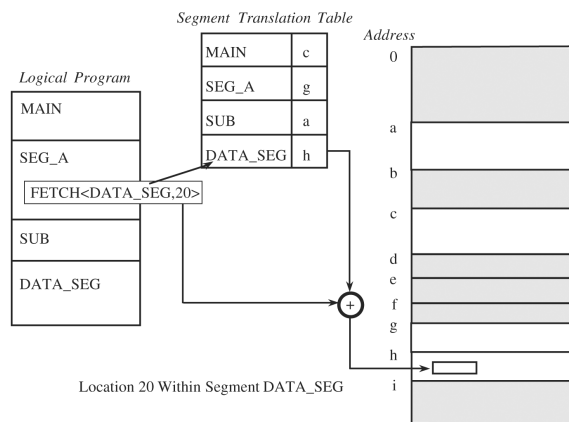 Segment Translation Table
MAIN c
SEG_A g
SUB a
DATA_SEG h
Logical Program
MAIN
SEG_A
FETCH<DATA_SEG,20>
SUB
DATA_SEG
+
Location 20 Within Segment DATA_SEG
Address
0
a
b
c
d
e
f
g
h
i